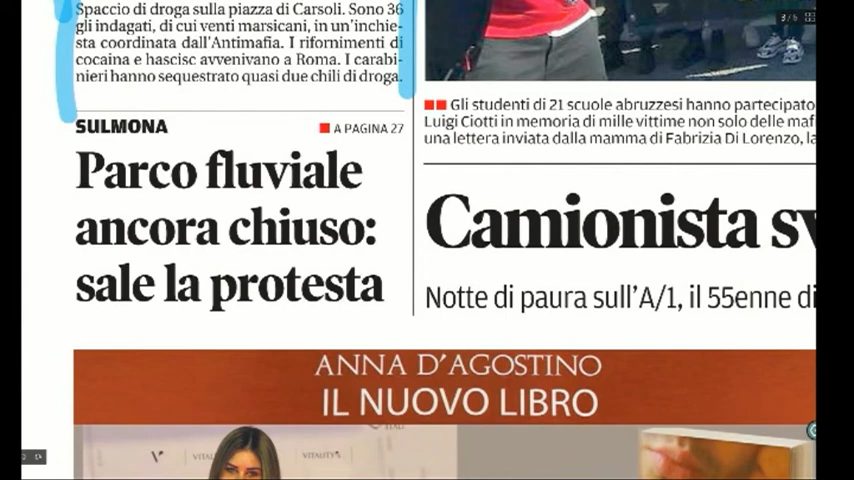 Spaccio di droga sulla piazza di Carsoli. Sono 36
gli indagati, di cui venti marsicani, in un'inchie-
sta coordinata dall'Antimafia. I rifornimenti di
cocaina e hascisc avvenivano a Roma. I carabi-
nieri hanno sequestrato quasi due chili di droga.
SULMONA
A PAGINA 27
Parco fluviale
ancora chiuso:
sale la protesta
3 / 6
Gli studenti di 21 scuole abruzzesi hanno partecipato
Luigi Ciotti in memoria di mille vittime non solo delle maf
una lettera inviata dalla mamma di Fabrizia Di Lorenzo, la
Camionista sv
Notte di paura sull'A/1, il 55enne di
ANNA D'AGOSTINO
IL NUOVO LIBRO
VITALITY